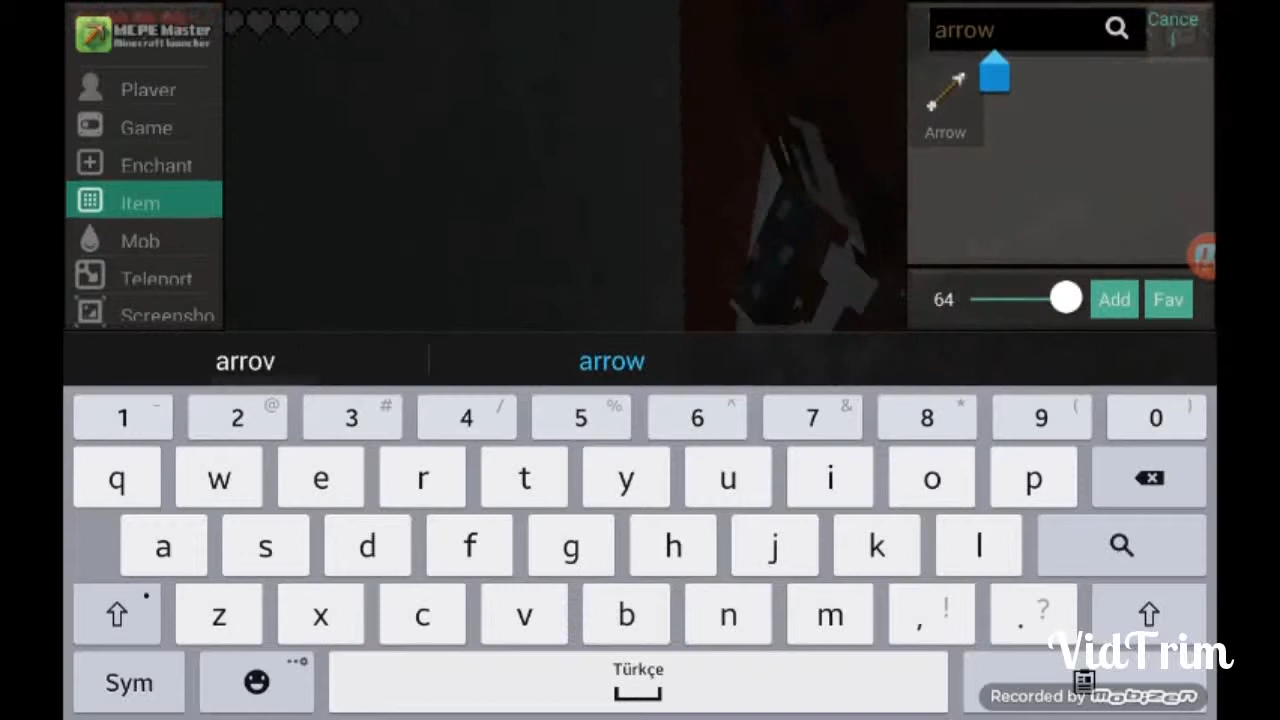 MCPE Master
Minecraft launcher
Player
Game
Enchant
Item
Mob
Teleport
Screensho
arrow
Cance
l
Arrow
64
Add
Fav
arrov
arrow
1 - 2 @ 3 # 4 / 5 % 6 ^ 7 & 8 * 9 ( 0 )
q w e r t y u i o p
a s d f g h j k l
z x c v b n m , ! . ?
Sym
Türkçe
VidTrim
Recorded by mobizen